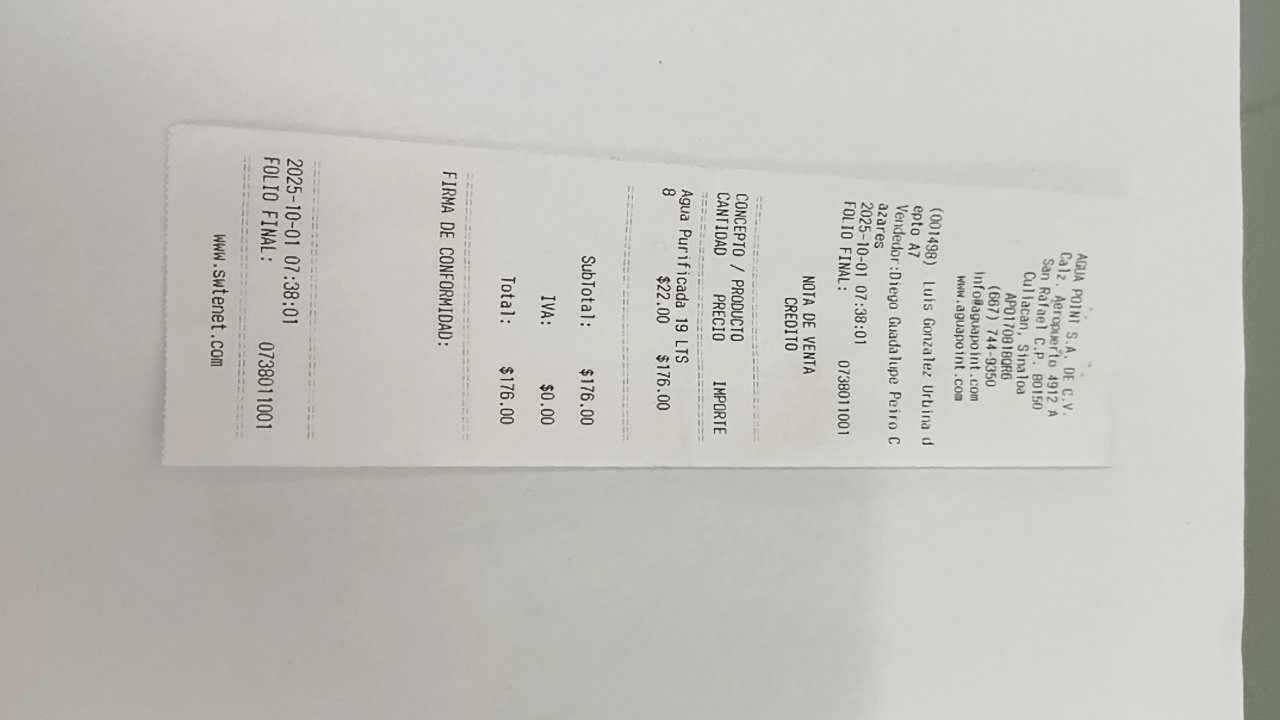 AGUA POINT S.A. DE C.V.
Calz. Aeropuerto 4912 A
San Rafael C.P. 80150
Culiacan, Sinaloa
APO170818QR6
(667) 744-9350
info@aguapoint.com
www.aguapoint.com
(001498) Luis Gonzalez Urbina d
epto A7
Vendedor:Diego Guadalupe Peiro C
azares
2025-10-01 07:38:01
FOLIO FINAL: 0738011001
NOTA DE VENTA
CREDITO
================================
CONCEPTO / PRODUCTO
CANTIDAD PRECIO IMPORTE
================================
Agua Purificada 19 LTS
8 $22.00 $176.00
================================
SubTotal: $176.00
IVA: $0.00
Total: $176.00
================================
FIRMA DE CONFORMIDAD:
================================
2025-10-01 07:38:01
FOLIO FINAL: 0738011001
================================
www.swtenet.com